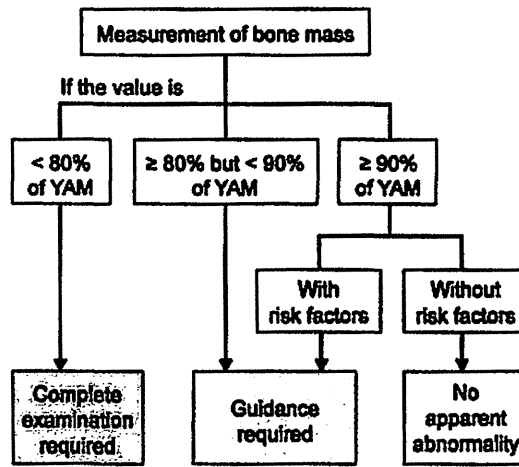 Measurement of bone mass
If the value is
< 80%
of YAM
≥ 80% but < 90%
of YAM
≥ 90%
of YAM
With
risk factors
Without
risk factors
Complete
examination
required
Guidance
required
No
apparent
abnormality